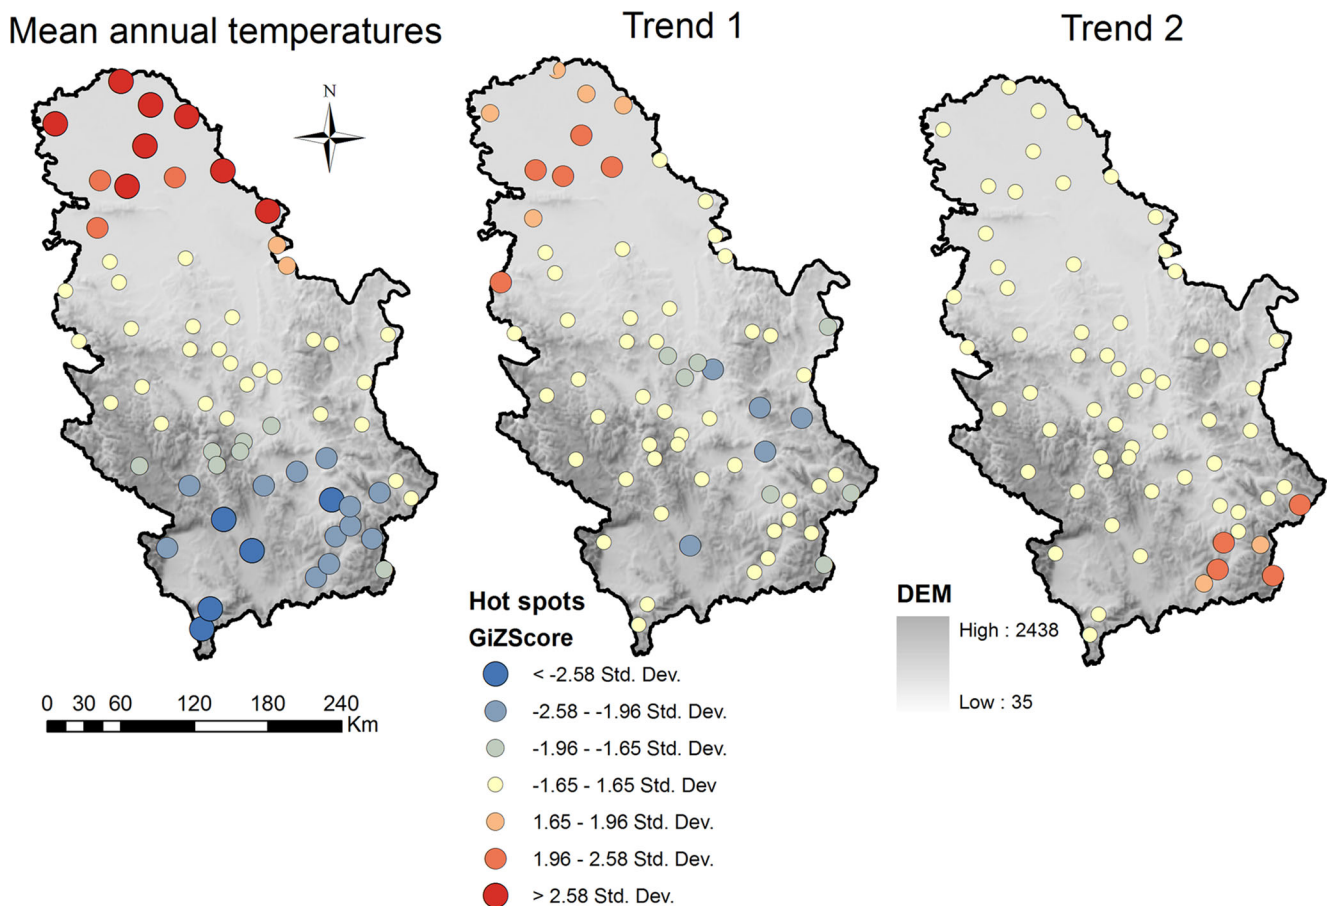 Mean annual temperatures
Trend 1
Trend 2
N
Hot spots
GiZScore
< -2.58 Std. Dev.
-2.58 - -1.96 Std. Dev.
-1.96 - -1.65 Std. Dev.
-1.65 - 1.65 Std. Dev
1.65 - 1.96 Std. Dev.
1.96 - 2.58 Std. Dev.
> 2.58 Std. Dev.
DEM
High : 2438
Low : 35
0 30 60 120 180 240
Km